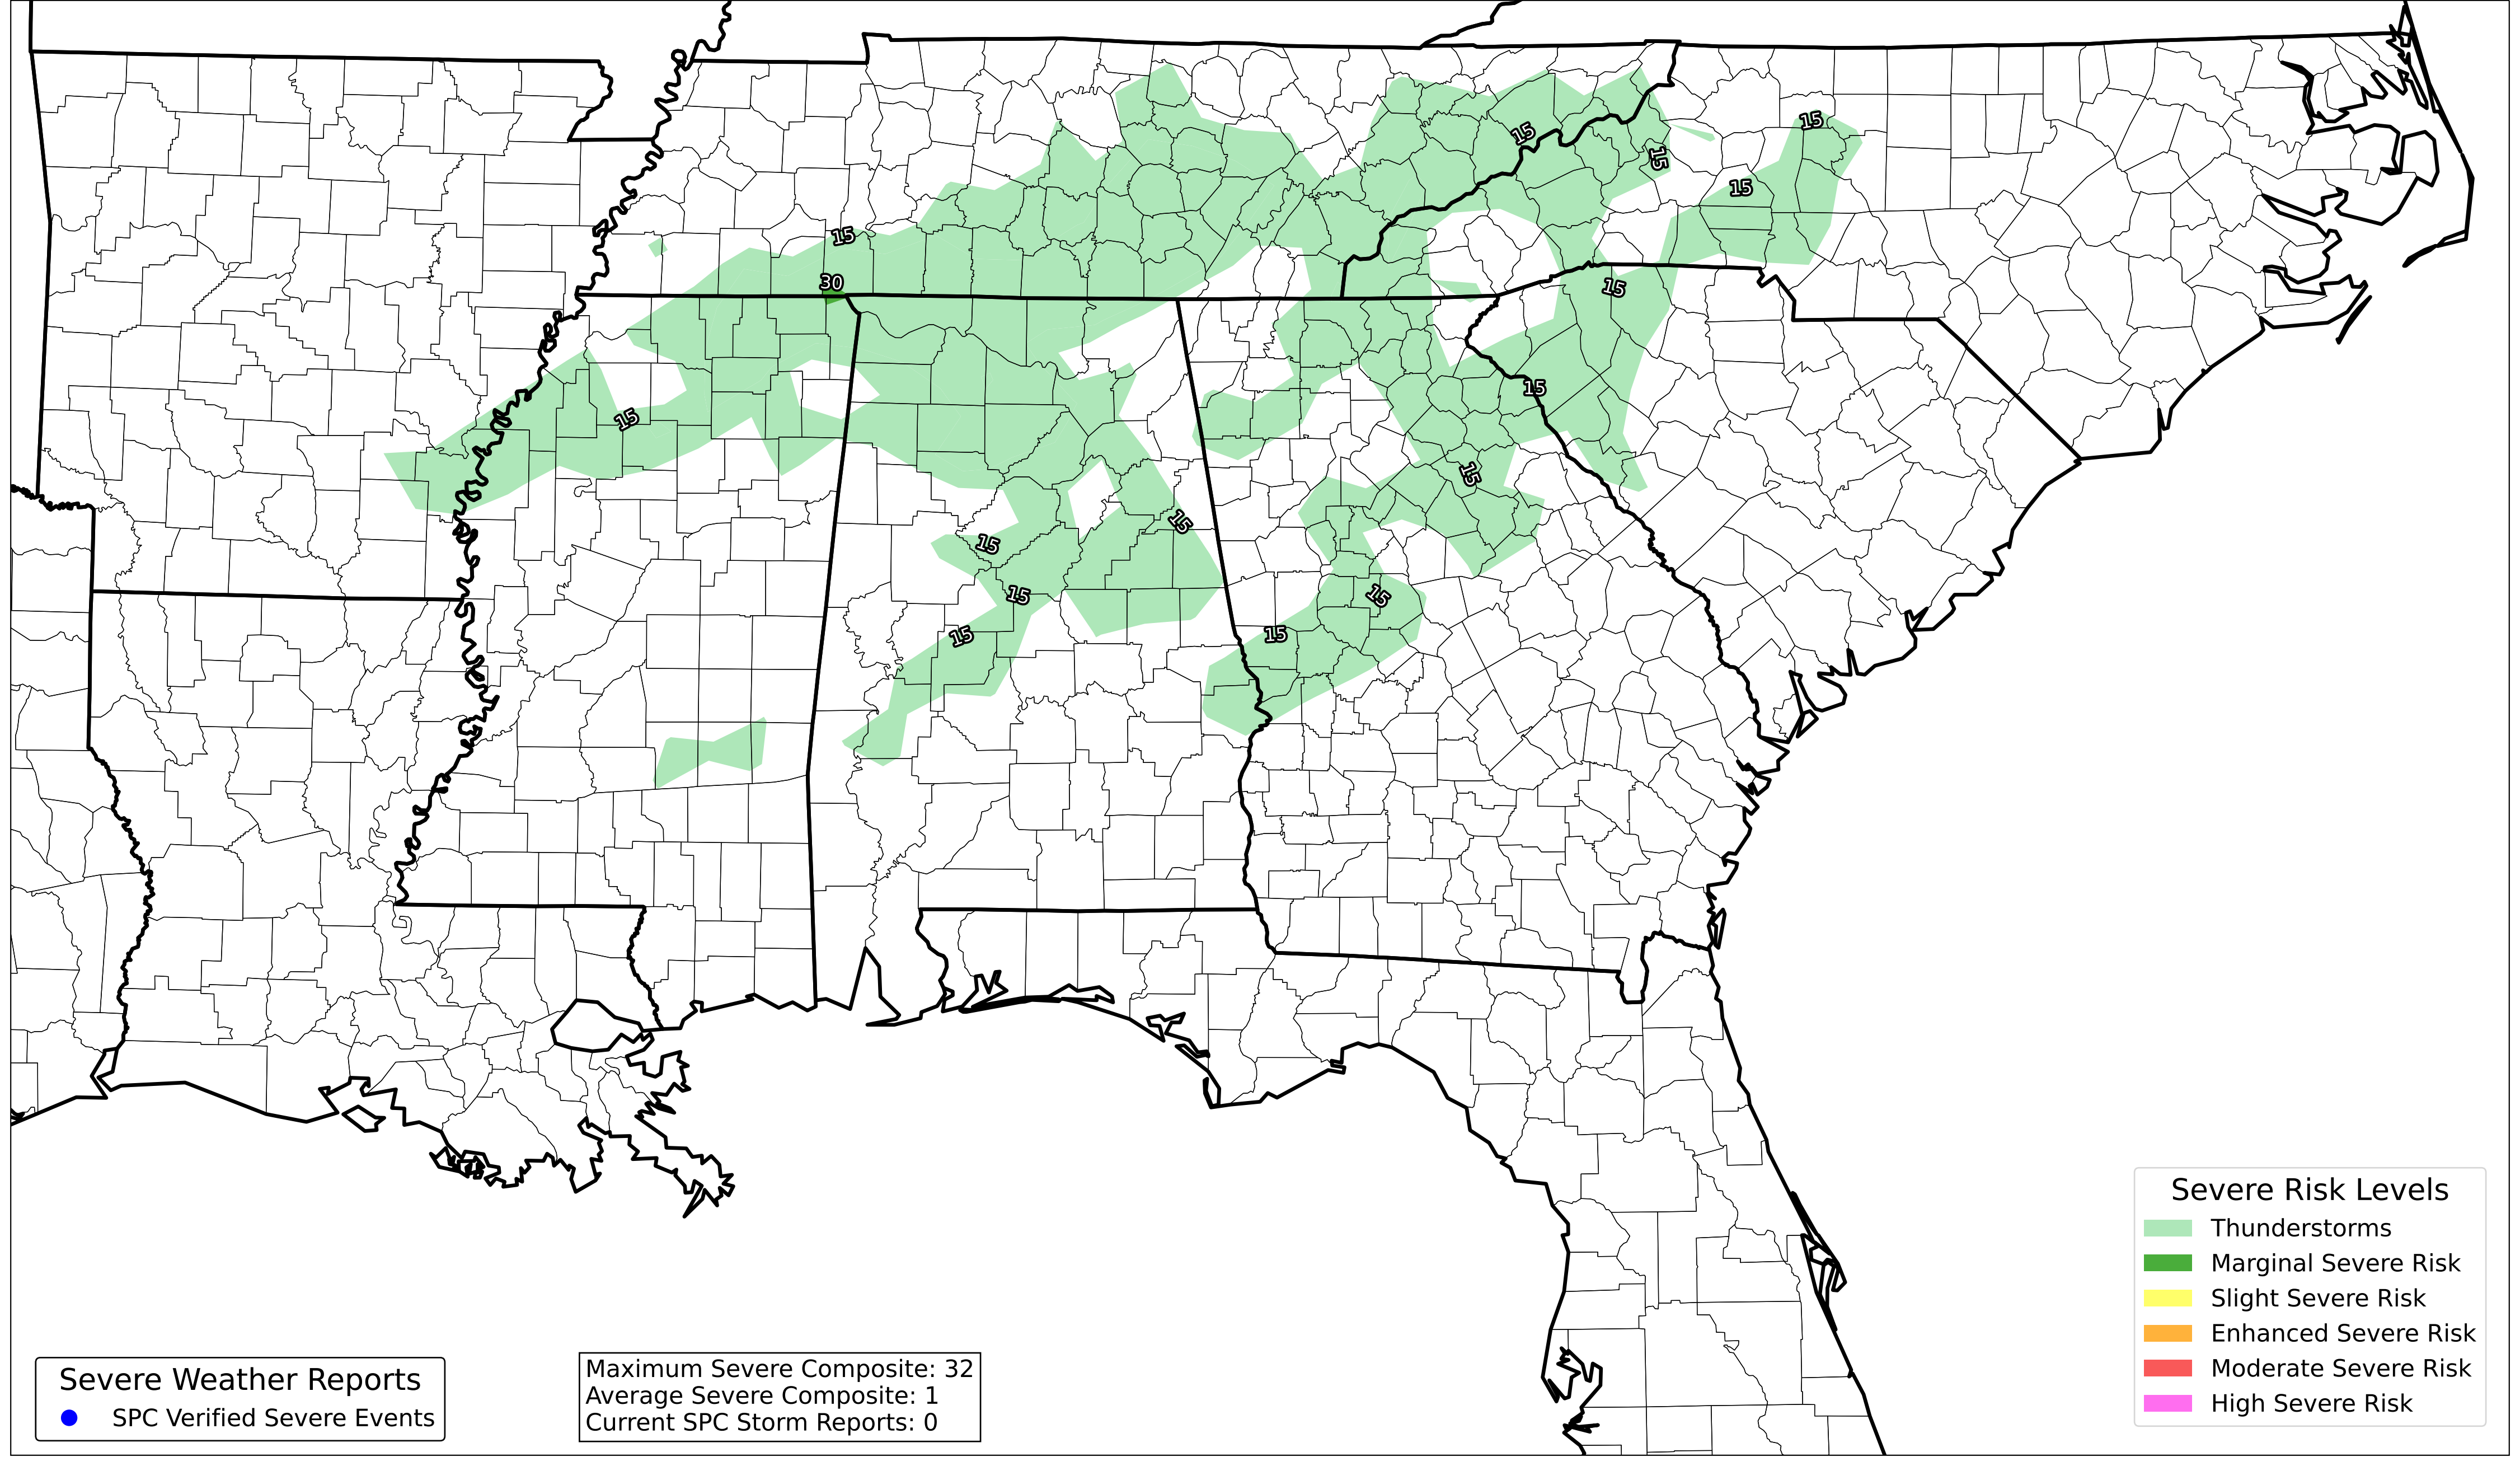 15
15
15
15
15
30
15
15
15
15
15
15
15
15
15
15
Severe Risk Levels
Thunderstorms
Marginal Severe Risk
Slight Severe Risk
Enhanced Severe Risk
Moderate Severe Risk
High Severe Risk
Severe Weather Reports
SPC Verified Severe Events
Maximum Severe Composite: 32
Average Severe Composite: 1
Current SPC Storm Reports: 0